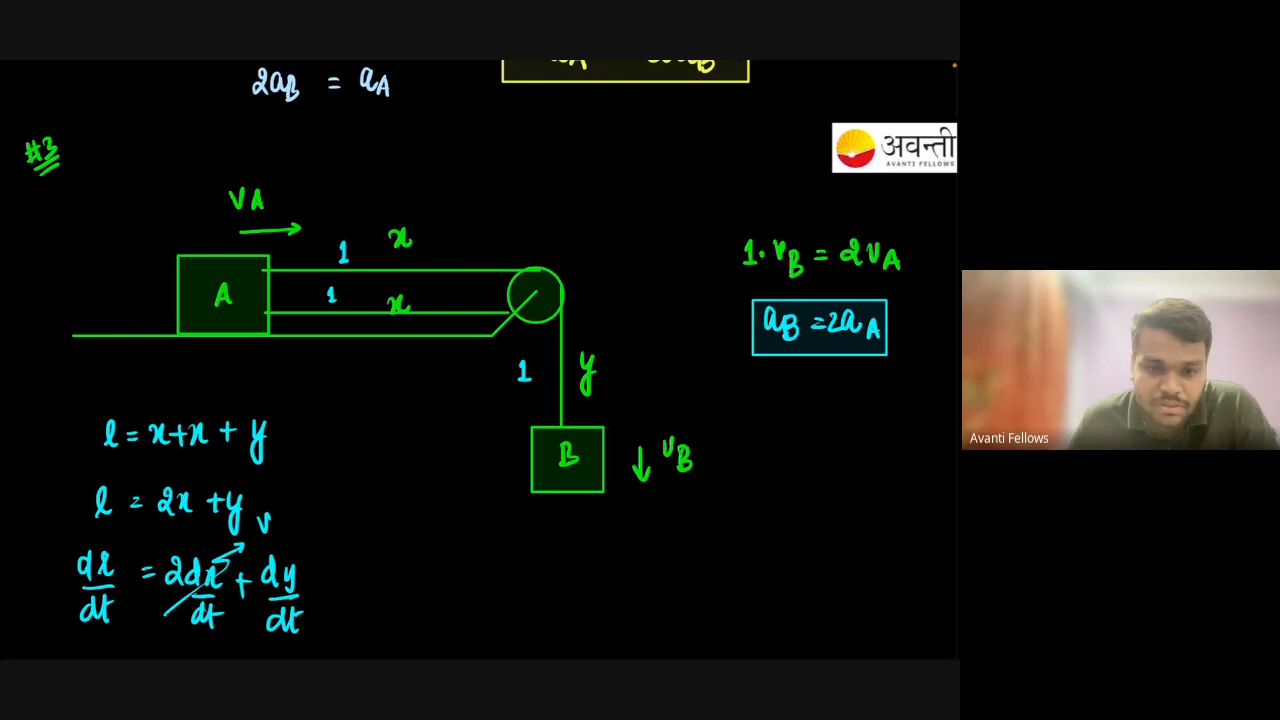 2aB = aA
#3
अवन्ती
AVANTI FELLOWS
VA
1 x
1 x
A
1 y
B
↓ vB
1. vB = 2vA
aB = 2aA
l = x+x + y
l = 2x + y
v
dl/dt = 2dx/dt + dy/dt
Avanti Fellows